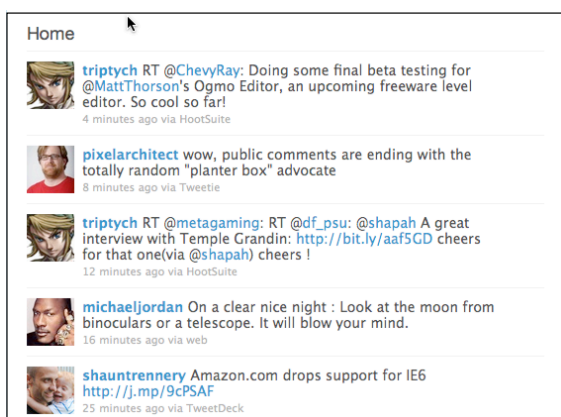 Home
triptych RT @ChevyRay: Doing some final beta testing for
@MattThorson's Ogmo Editor, an upcoming freeware level
editor. So cool so far!
4 minutes ago via HootSuite
pixelarchitect wow, public comments are ending with the
totally random "planter box" advocate
8 minutes ago via Tweetie
triptych RT @metagaming: RT @df_psu: @shapah A great
interview with Temple Grandin: http://bit.ly/aaf5GD cheers
for that one(via @shapah) cheers !
12 minutes ago via HootSuite
michaeljordan On a clear nice night : Look at the moon from
binoculars or a telescope. It will blow your mind.
16 minutes ago via web
shauntrennery Amazon.com drops support for IE6
http://j.mp/9cPSAF
25 minutes ago via TweetDeck